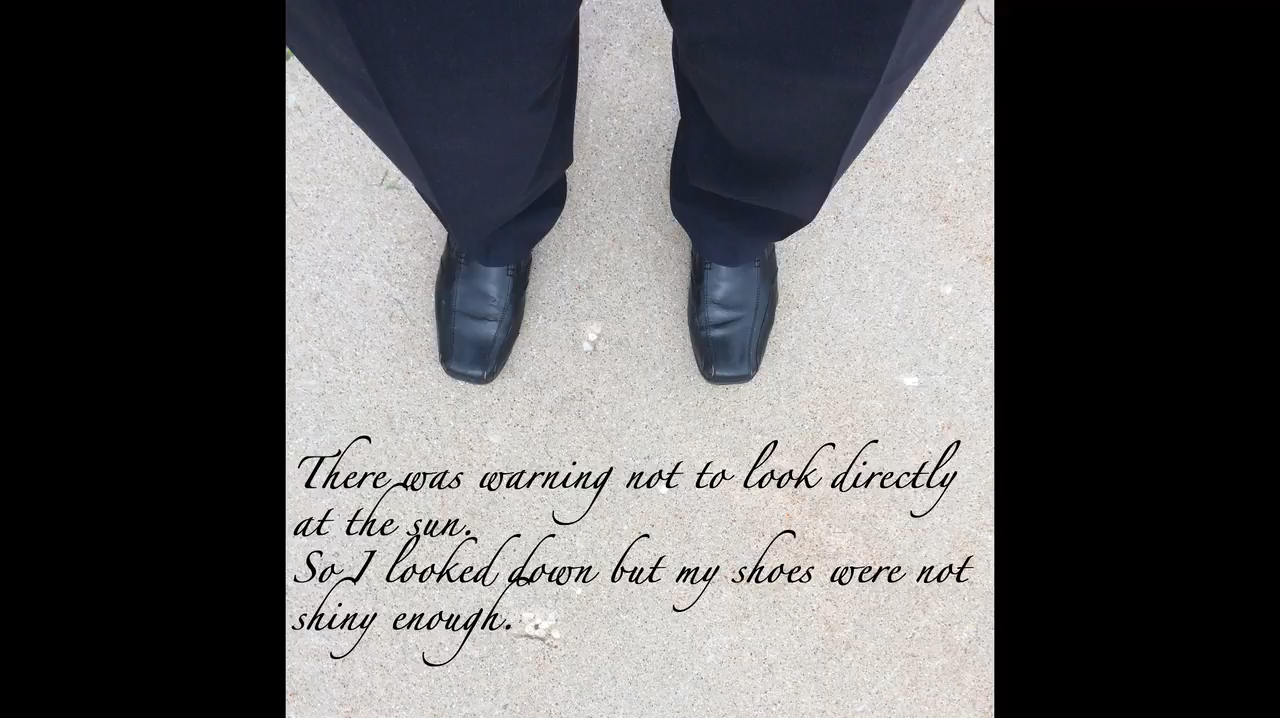 There was warning not to look directly
at the sun.
So I looked down but my shoes were not
shiny enough.